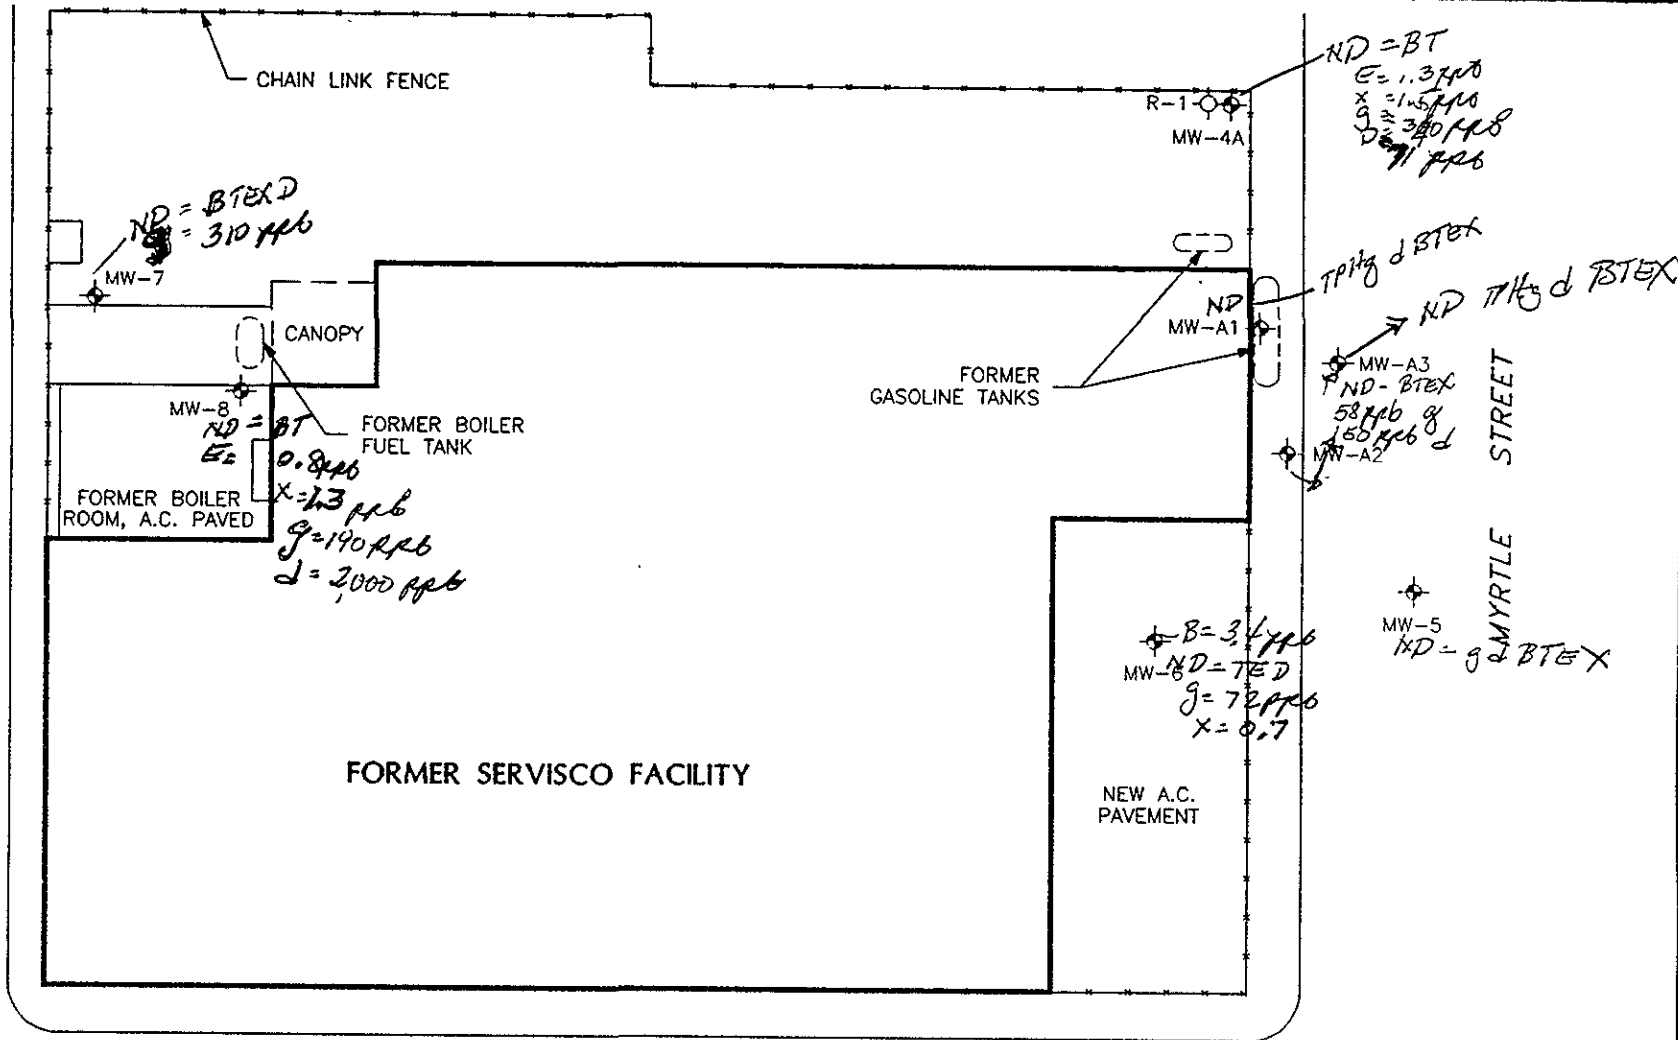 CHAIN LINK FENCE
ND = BT
E = 1.3 ppb
X = 1.5 ppb
g =
D =
ppb
R-1
MW-4A
ND = BTEX D
= 310 ppb
MW-7
CANOPY
MW-8
ND = BT
E = 0.8 ppb
X = 1.3 ppb
g = 190 ppb
d = 2,000 ppb
FORMER BOILER
FUEL TANK
FORMER BOILER
ROOM, A.C. PAVED
ND
MW-A1
TPHg d BTEX
FORMER
GASOLINE TANKS
ND TPHg d BTEX
MW-A3
ND - BTEX
58 ppb g
ppb d
MW-A2
MYRTLE STREET
MW-5
ND = g d BTEX
B = ppb
MW-6
ND = TED
g = 72 ppb
X = 0.7
FORMER SERVISCO FACILITY
NEW A.C.
PAVEMENT